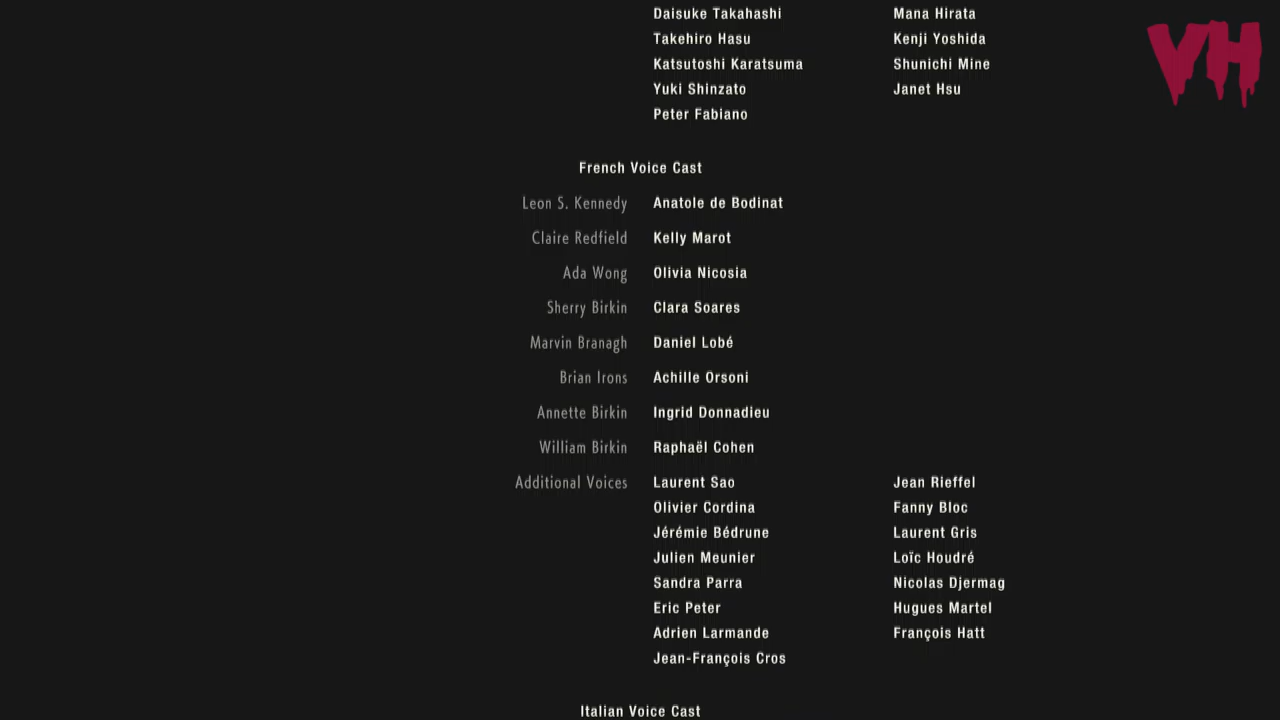 Daisuke Takahashi Mana Hirata
Takehiro Hasu Kenji Yoshida
Katsutoshi Karatsuma Shunichi Mine
Yuki Shinzato Janet Hsu
Peter Fabiano
VH
French Voice Cast
Leon S. Kennedy Anatole de Bodinat
Claire Redfield Kelly Marot
Ada Wong Olivia Nicosia
Sherry Birkin Clara Soares
Marvin Branagh Daniel Lobé
Brian Irons Achille Orsoni
Annette Birkin Ingrid Donnadieu
William Birkin Raphaël Cohen
Additional Voices Laurent Sao Jean Rieffel
Olivier Cordina Fanny Bloc
Jérémie Bédrune Laurent Gris
Julien Meunier Loïc Houdré
Sandra Parra Nicolas Djermag
Eric Peter Hugues Martel
Adrien Larmande François Hatt
Jean-François Cros
Italian Voice Cast